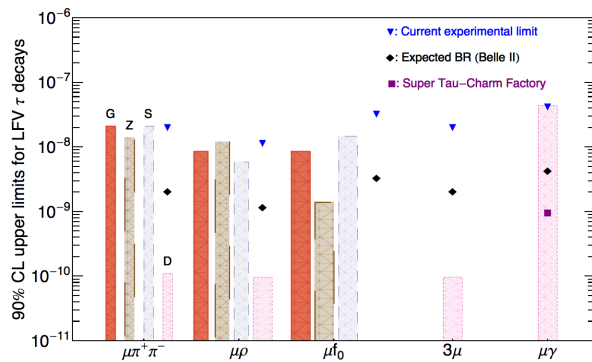 90% CL upper limits for LFV τ decays
10⁻⁶
10⁻⁷
10⁻⁸
10⁻⁹
10⁻¹⁰
10⁻¹¹
▼: Current experimental limit
◆: Expected BR (Belle II)
■: Super Tau-Charm Factory
G
Z
S
D
μπ⁺π⁻ μρ μf₀ 3μ μγ